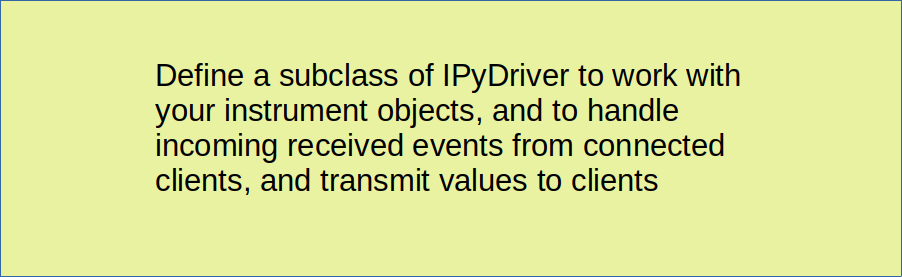 Define a subclass of IPyDriver to work with
your instrument objects, and to handle
incoming received events from connected
clients, and transmit values to clients